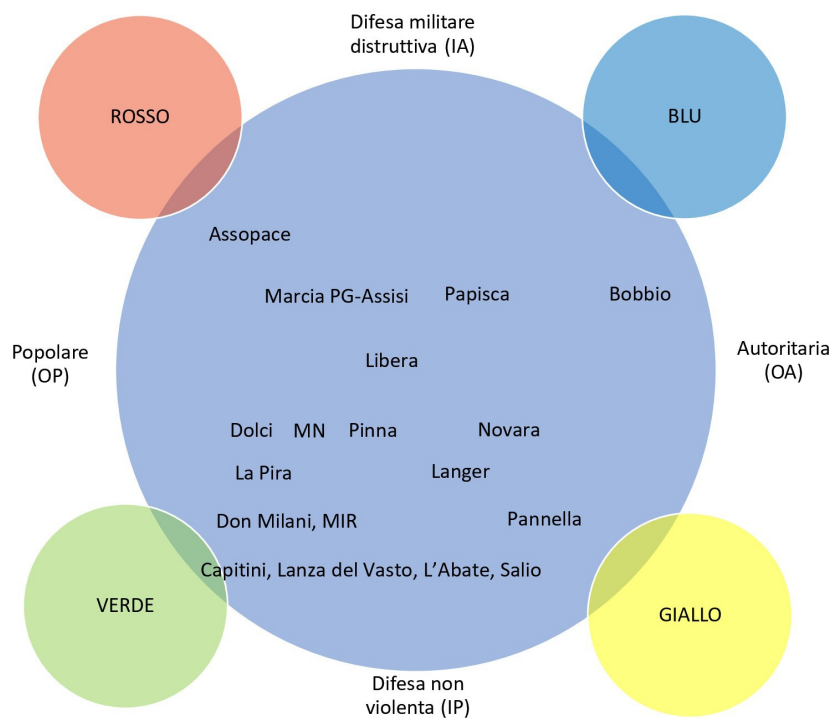 Difesa militare
distruttiva (IA)
ROSSO
BLU
Assopace
Marcia PG-Assisi
Papisca
Bobbio
Popolare
(OP)
Autoritaria
(OA)
Libera
Dolci
MN
Pinna
Novara
La Pira
Langer
Don Milani, MIR
Pannella
Capitini, Lanza del Vasto, L’Abate, Salio
VERDE
GIALLO
Difesa non
violenta (IP)